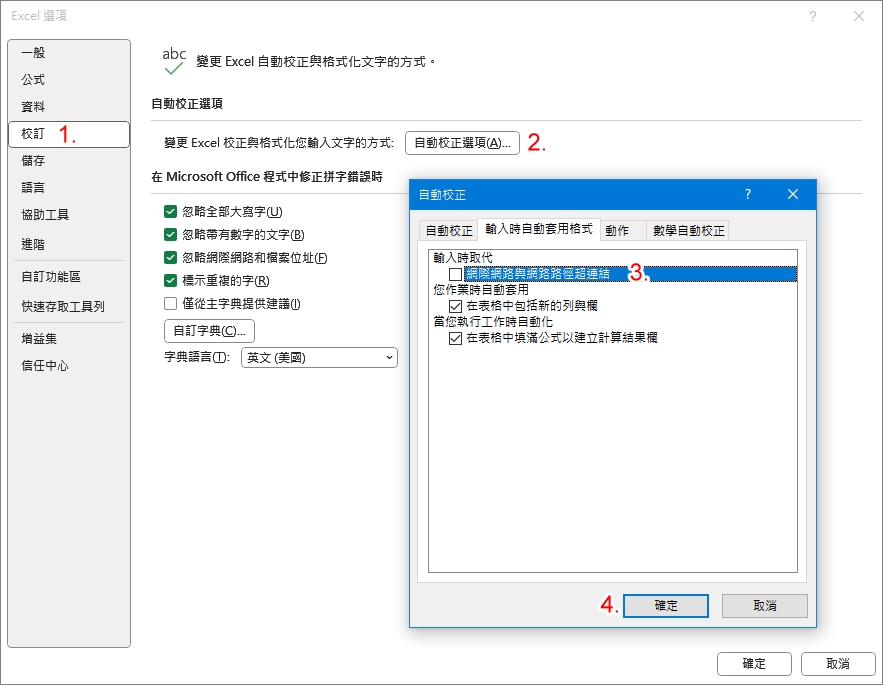 Excel 選項
一般
公式
資料
校訂 1.
儲存
語言
協助工具
進階
自訂功能區
快速存取工具列
增益集
信任中心
abc 變更 Excel 自動校正與格式化文字的方式。
自動校正選項
變更 Excel 校正與格式化您輸入文字的方式: 自動校正選項(A)... 2.
在 Microsoft Office 程式中修正拼字錯誤時
忽略全部大寫字(U)
忽略帶有數字的文字(B)
忽略網際網路和檔案位址(F)
標示重複的字(R)
僅從主字典提供建議(I)
自訂字典(C)...
字典語言(T): 英文 (美國)
自動校正 ?
自動校正 輸入時自動套用格式 動作 數學自動校正
輸入時取代
網際網路與網路路徑超連結 3.
您作業時自動套用
在表格中包括新的列與欄
當您執行工作時自動化
在表格中填滿公式以建立計算結果欄
4. 確定 取消
確定 取消